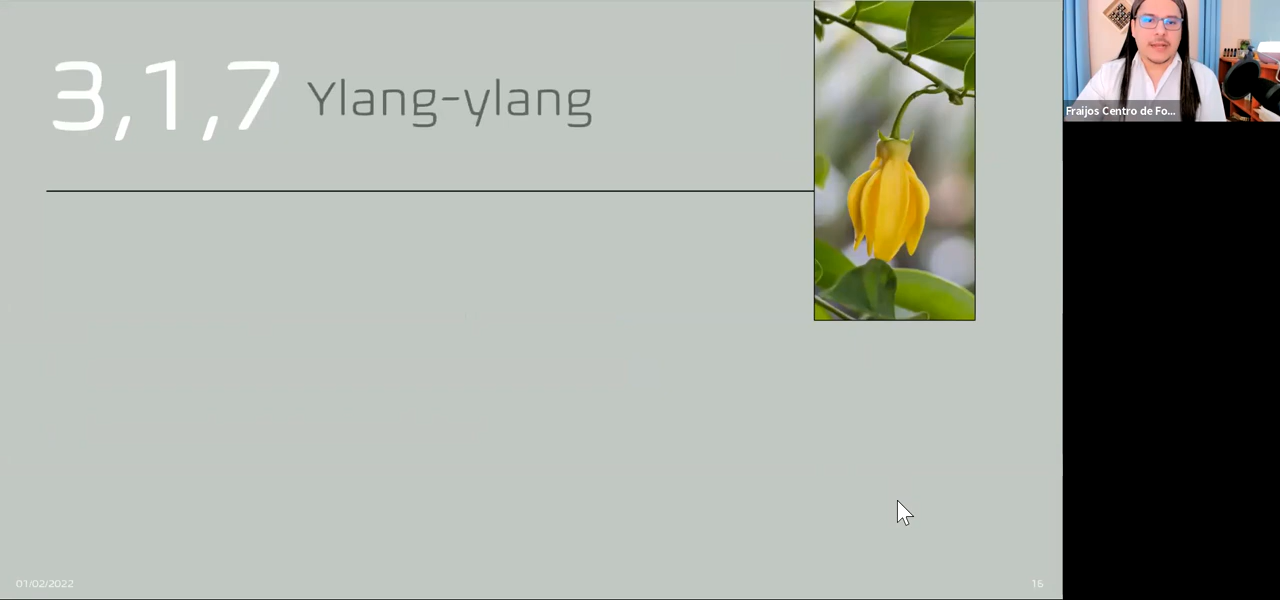 3,1,7 Ylang-ylang
Fraijos Centro de Fo...
01/02/2022
16